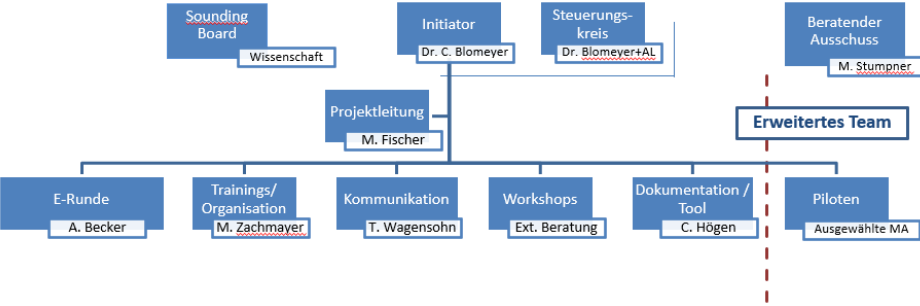 Sounding
Board
Wissenschaft
Initiator
Dr. C. Blomeyer
Steuerungs-
kreis
Dr. Blomeyer+AL
Beratender
Ausschuss
M. Stumpner
Projektleitung
M. Fischer
Erweitertes Team
E-Runde
A. Becker
Trainings/
Organisation
M. Zachmayer
Kommunikation
T. Wagensohn
Workshops
Ext. Beratung
Dokumentation /
Tool
C. Högen
Piloten
Ausgewählte MA